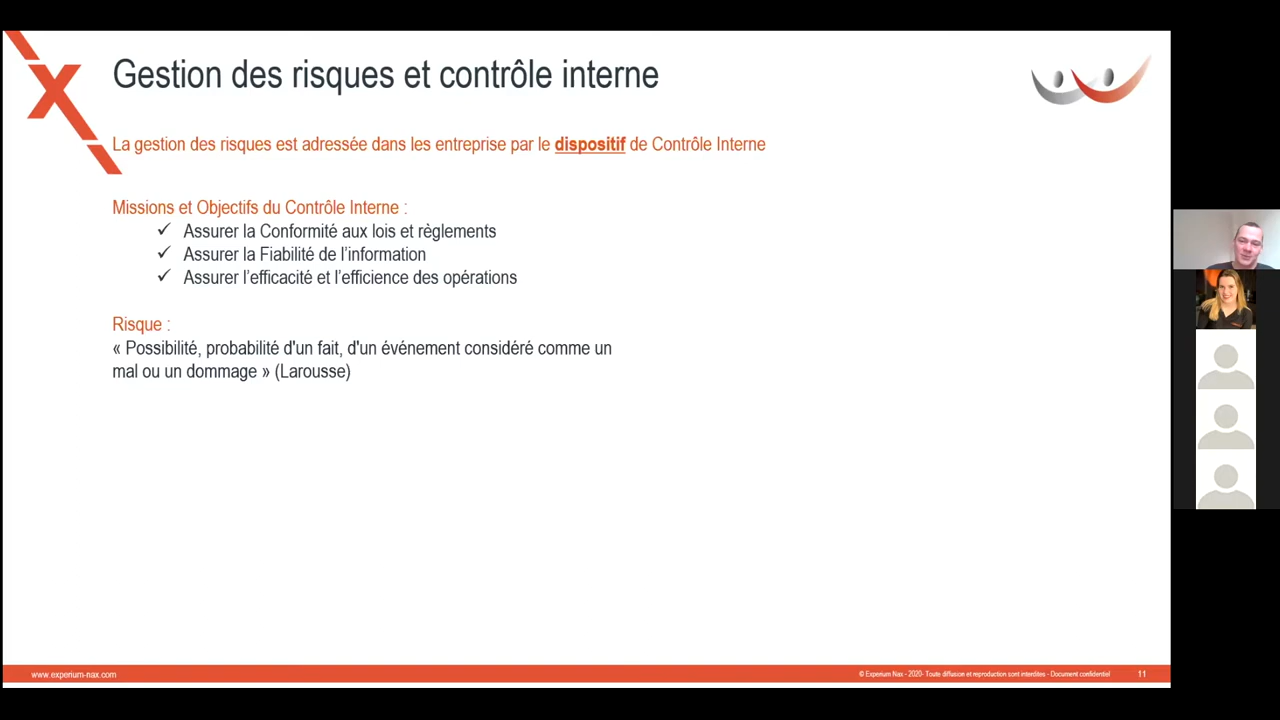 Gestion des risques et contrôle interne
La gestion des risques est adressée dans les entreprise par le dispositif de Contrôle Interne
Missions et Objectifs du Contrôle Interne :
✓ Assurer la Conformité aux lois et règlements
✓ Assurer la Fiabilité de l'information
✓ Assurer l'efficacité et l'efficience des opérations
Risque :
« Possibilité, probabilité d'un fait, d'un événement considéré comme un
mal ou un dommage » (Larousse)
www.experium-nax.com
© Experium Nax - 2020- Toute diffusion et reproduction sont interdites - Document confidentiel
11